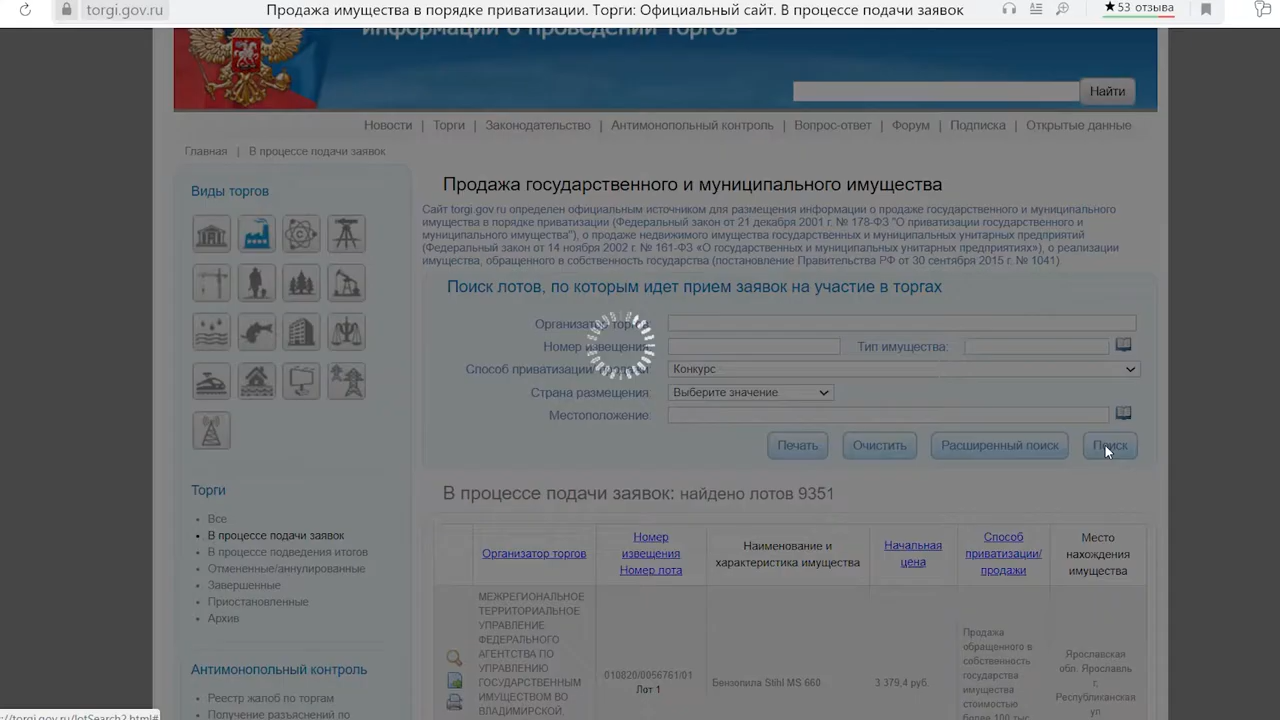 torgi.gov.ru
Продажа имущества в порядке приватизации. Торги: Официальный сайт. В процессе подачи заявок
★ 53 отзыва
информации о проведении торгов
Найти
Новости | Торги | Законодательство | Антимонопольный контроль | Вопрос-ответ | Форум | Подписка | Открытые данные
Главная | В процессе подачи заявок
Виды торгов
Продажа государственного и муниципального имущества
Сайт torgi.gov.ru определен официальным источником для размещения информации о продаже государственного и муниципального
имущества в порядке приватизации (Федеральный закон от 21 декабря 2001 г. № 178-ФЗ "О приватизации государственного и
муниципального имущества"), о продаже недвижимого имущества государственных и муниципальных унитарных предприятий
(Федеральный закон от 14 ноября 2002 г. № 161-ФЗ «О государственных и муниципальных унитарных предприятиях»), о реализации
имущества, обращенного в собственность государства (постановление Правительства РФ от 30 сентября 2015 г. № 1041).
Поиск лотов, по которым идет прием заявок на участие в торгах
Организатор торгов:
Номер извещения: Тип имущества:
Способ приватизации/продажи: Конкурс
Страна размещения: Выберите значение
Местоположение:
Печать Очистить Расширенный поиск Поиск
Торги
Все
В процессе подачи заявок
В процессе подведения итогов
Отмененные/аннулированные
Завершенные
Приостановленные
Архив
Антимонопольный контроль
Реестр жалоб по торгам
Получение разъяснений по
В процессе подачи заявок: найдено лотов 9351
Организатор торгов
Номер
извещения
Номер лота
Наименование и
характеристика имущества
Начальная
цена
Способ
приватизации/
продажи
Место
нахождения
имущества
МЕЖРЕГИОНАЛЬНОЕ
ТЕРРИТОРИАЛЬНОЕ
УПРАВЛЕНИЕ
ФЕДЕРАЛЬНОГО
АГЕНТСТВА ПО
УПРАВЛЕНИЮ
ГОСУДАРСТВЕННЫМ
ИМУЩЕСТВОМ ВО
ВЛАДИМИРСКОЙ,
010820/0056761/01
Лот 1
Бензопила Stihl MS 660.
3 379,4 руб.
Продажа
обращенного в
собственность
государства
имущества
стоимостью
более 100 тыс.
Ярославская
обл, Ярославль
г,
Республиканская
ул
://torgi.gov.ru/lotSearch2.html#